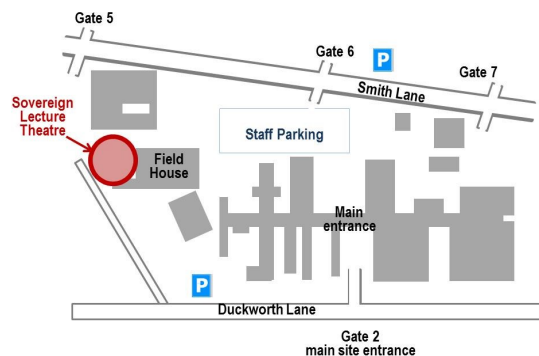 Gate 5
Gate 6
P
Gate 7
Smith Lane
Sovereign
Lecture
Theatre
Staff Parking
Field
House
Main
entrance
P
Duckworth Lane
Gate 2
main site entrance